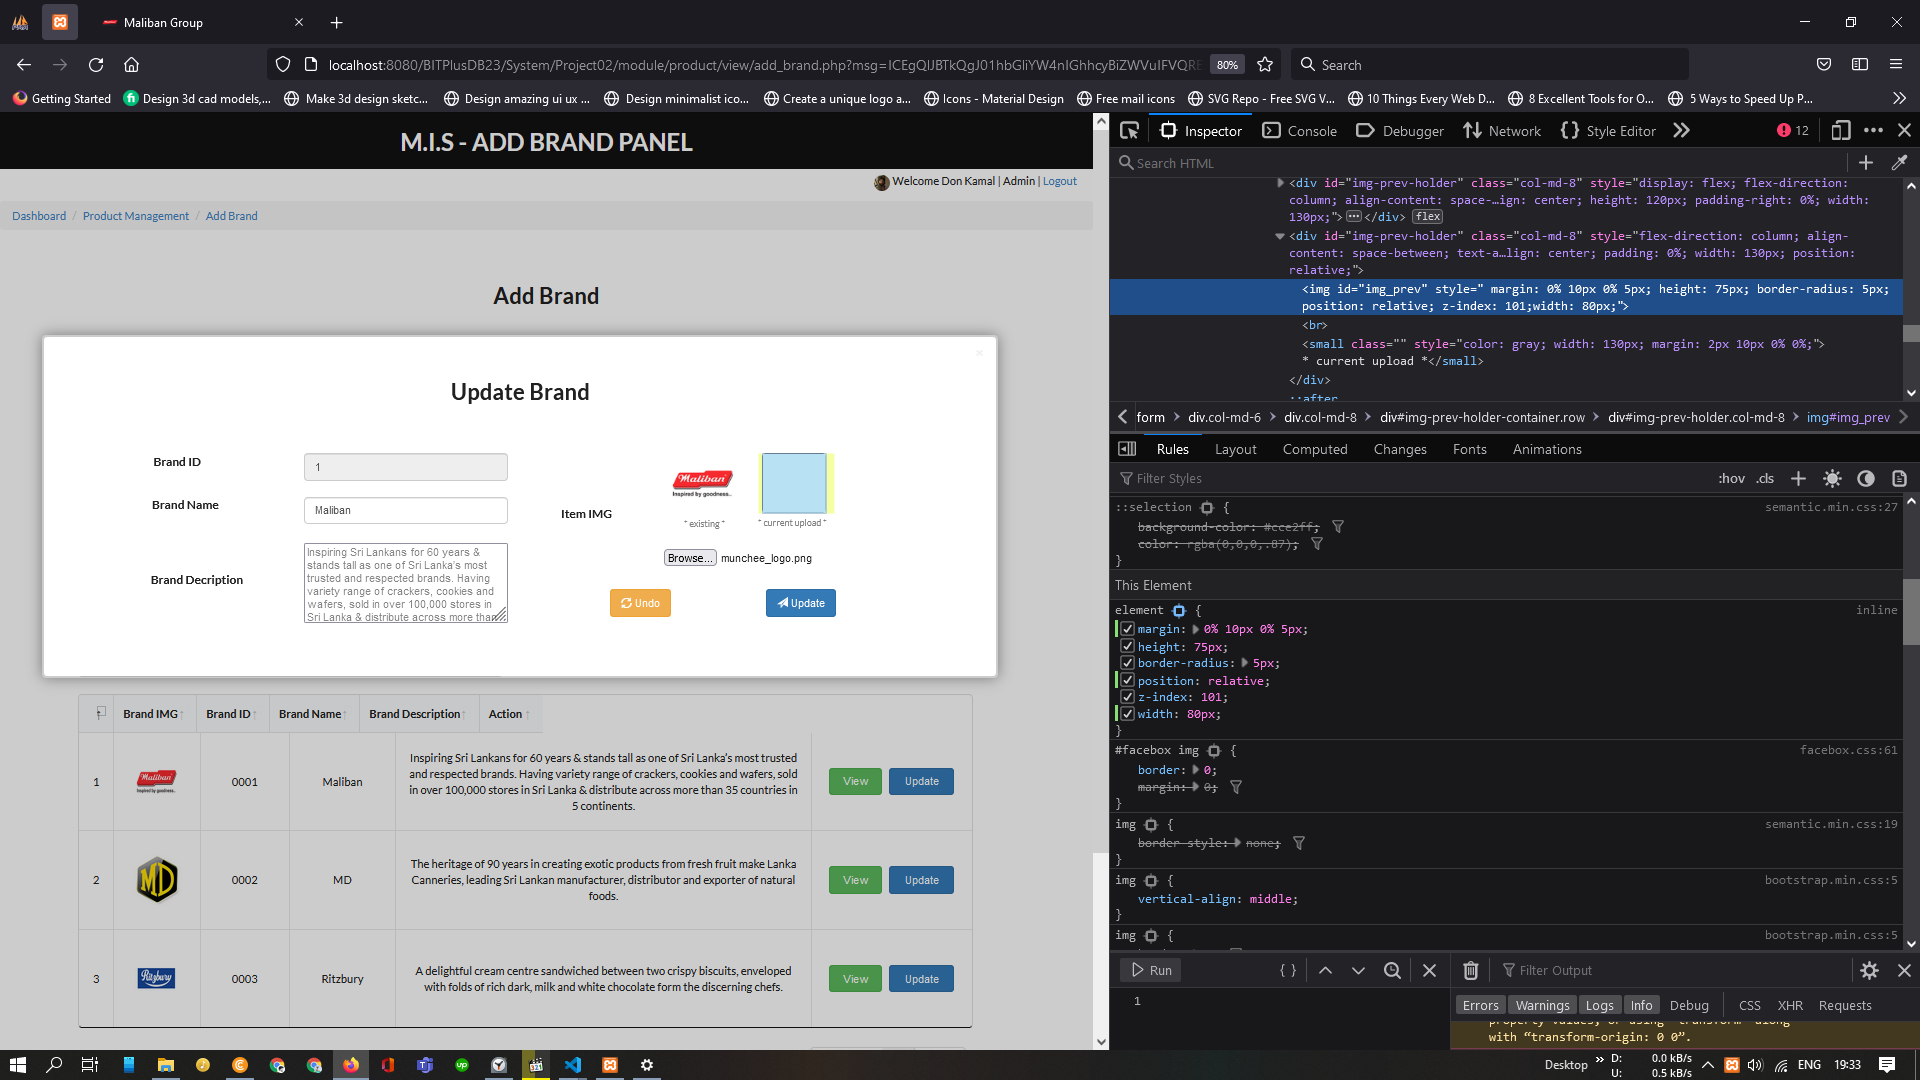 Maliban Group
localhost:8080/BITPlusDB23/System/Project02/module/product/view/add_brand.php?msg=
80%
Search
Getting Started
Design 3d cad models,...
Make 3d design sketc...
Design amazing ui ux ...
Design minimalist ico...
Create a unique logo a...
Icons - Material Design
Free mail icons
SVG Repo - Free SVG V...
10 Things Every Web D...
8 Excellent Tools for O...
5 Ways to Speed Up P...
M.I.S - ADD BRAND PANEL
Welcome Don Kamal | Admin | Logout
Dashboard / Product Management / Add Brand
Add Brand
Update Brand
Brand ID
1
Brand Name
Maliban
Brand Decription
Inspiring Sri Lankans for 60 years &
stands tall as one of Sri Lanka's most
trusted and respected brands. Having
variety range of crackers, cookies and
wafers, sold in over 100,000 stores in
Sri Lanka & distribute across more than
Item IMG
Maliban
Inspired by goodness..
* existing *
* current upload *
Browse... munchee_logo.png
Undo
Update
Brand IMG
Brand ID
Brand Name
Brand Description
Action
1
Maliban
0001
Maliban
Inspiring Sri Lankans for 60 years & stands tall as one of Sri Lanka's most trusted
and respected brands. Having variety range of crackers, cookies and wafers, sold
in over 100,000 stores in Sri Lanka & distribute across more than 35 countries in
5 continents.
View
Update
2
MD
0002
MD
The heritage of 90 years in creating exotic products from fresh fruit make Lanka
Canneries, leading Sri Lankan manufacturer, distributor and exporter of natural
foods.
View
Update
3
Ritzbury
0003
Ritzbury
A delightful cream centre sandwiched between two crispy biscuits, enveloped
with folds of rich dark, milk and white chocolate form the discerning chefs.
View
Update
Inspector
Console
Debugger
Network
Style Editor
12
Search HTML
<div id="img-prev-holder" class="col-md-8" style="display: flex; flex-direction:
column; align-content: space-…ign: center; height: 120px; padding-right: 0%; width:
130px;"> </div> flex
<div id="img-prev-holder" class="col-md-8" style="flex-direction: column; align-
content: space-between; text-a…lign: center; padding: 0%; width: 130px; position:
relative;">
<img id="img_prev" style=" margin: 0% 10px 0% 5px; height: 75px; border-radius: 5px;
position: relative; z-index: 101;width: 80px;">
<br>
<small class="" style="color: gray; width: 130px; margin: 2px 10px 0% 0%;">
* current upload *</small>
</div>
::after
form
div.col-md-6
div.col-md-8
div#img-prev-holder-container.row
div#img-prev-holder.col-md-8
img#img_prev
Rules
Layout
Computed
Changes
Fonts
Animations
Filter Styles
:hov .cls
::selection {
semantic.min.css:27
background-color: #cce2ff;
color: rgba(0,0,0,.87);
}
This Element
element {
inline
margin: 0% 10px 0% 5px;
height: 75px;
border-radius: 5px;
position: relative;
z-index: 101;
width: 80px;
}
#facebox img {
facebox.css:61
border: 0;
margin: 0;
}
img {
semantic.min.css:19
border-style: none;
}
img {
bootstrap.min.css:5
vertical-align: middle;
}
img {
bootstrap.min.css:5
Run
{ }
1
Filter Output
Errors
Warnings
Logs
Info
Debug
CSS
XHR
Requests
property values, or using "transform" along
with “transform-origin: 0 0”.
Desktop
D:
U:
0.0 kB/s
0.5 kB/s
ENG
19:33